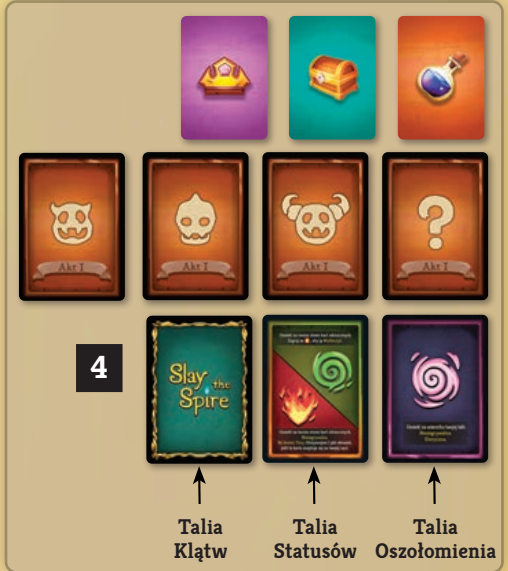 Akt I
Akt I
Akt I
Akt I
4
Slay the
Spire
Talia
Klątw
Talia
Statusów
Talia
Oszołomienia